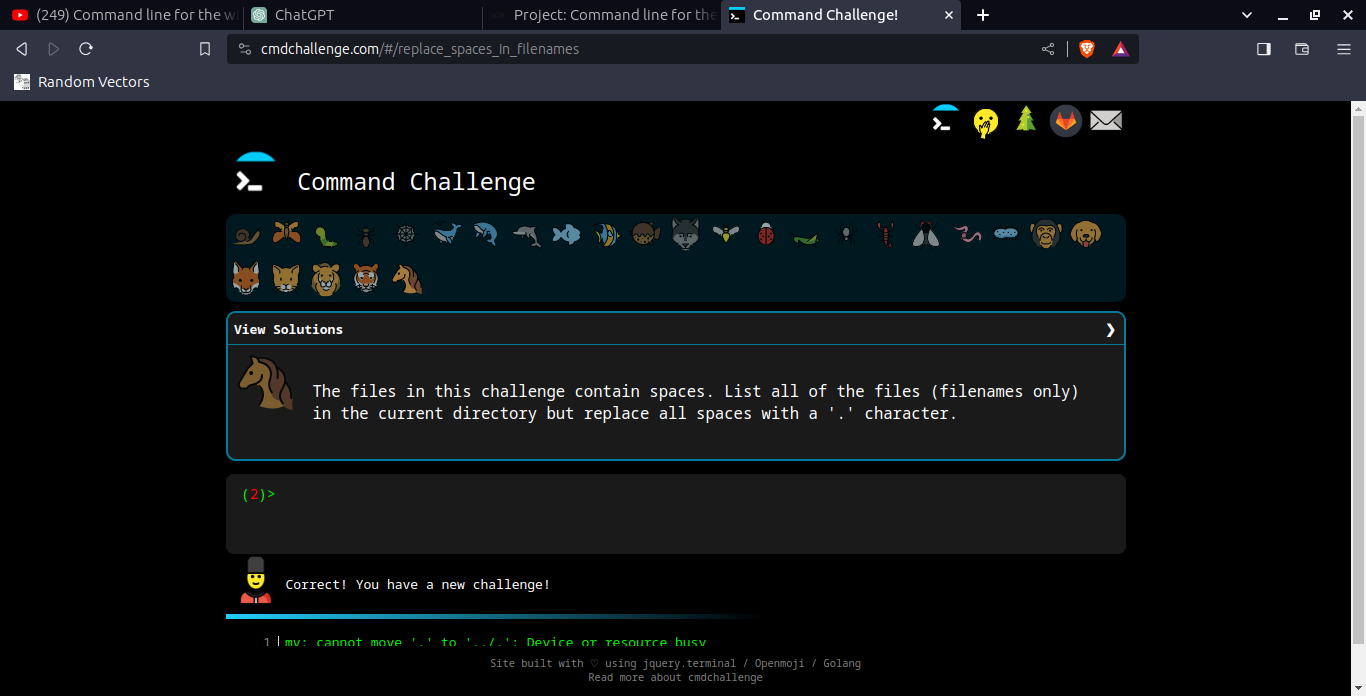 (249) Command line for the w
ChatGPT
Project: Command line for the
Command Challenge!
cmdchallenge.com/#/replace_spaces_in_filenames
Random Vectors
Command Challenge
View Solutions
The files in this challenge contain spaces. List all of the files (filenames only)
in the current directory but replace all spaces with a '.' character.
(2)>
Correct! You have a new challenge!
1 mv: cannot move '.' to '../.': Device or resource busy
Site built with ♡ using jquery.terminal / Openmoji / Golang
Read more about cmdchallenge